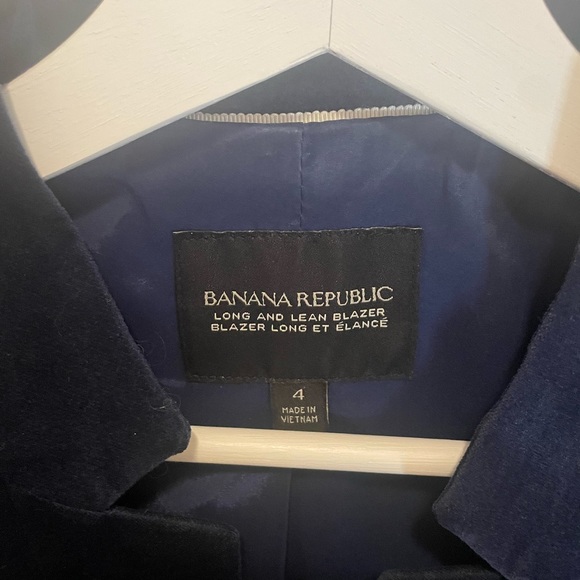 BANANA REPUBLIC
LONG AND LEAN BLAZER
BLAZER LONG ET ÉLANCÉ
4
MADE IN
VIETNAM